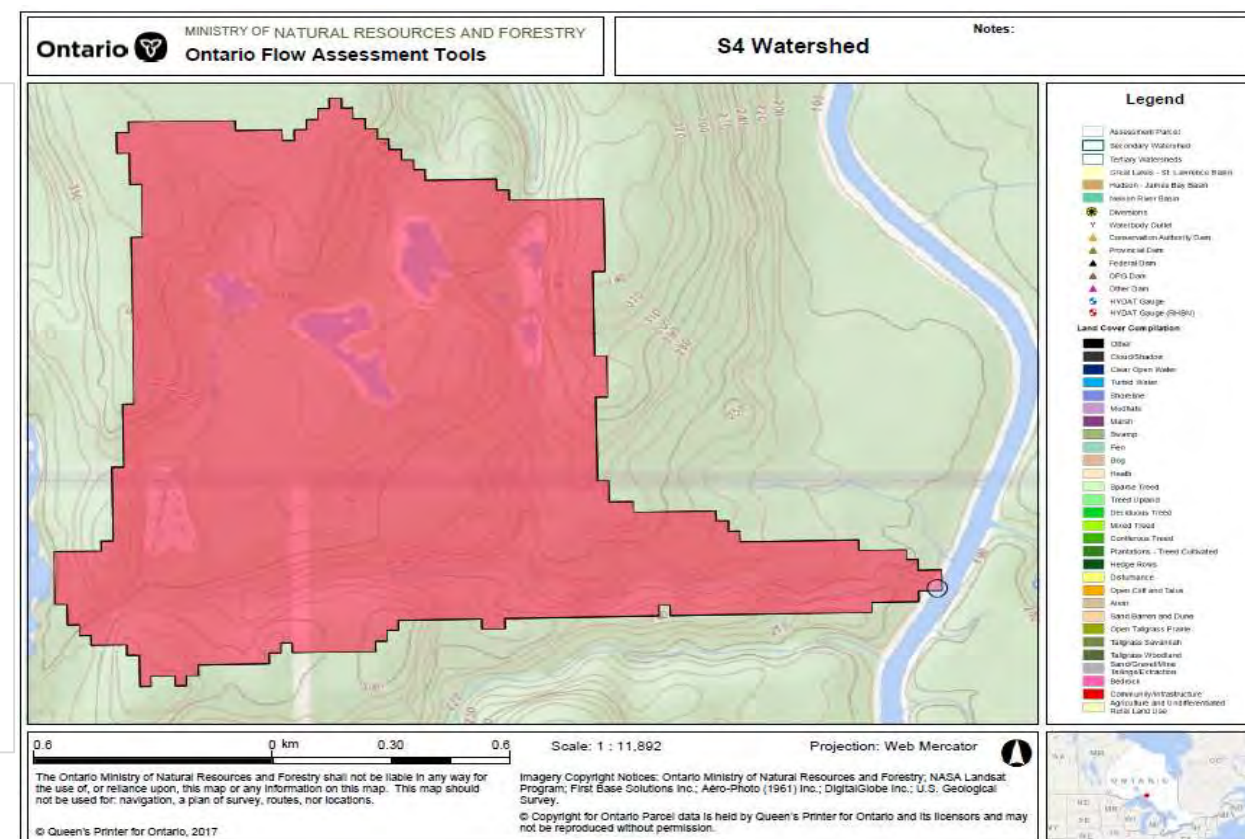 Ontario
MINISTRY OF NATURAL RESOURCES AND FORESTRY
Ontario Flow Assessment Tools
S4 Watershed
Notes:
Legend
Assessment Parcel
Secondary Watershed
Tertiary Watersheds
Great Lakes - St. Lawrence Basin
Hudson - James Bay Basin
Nelson River Basin
Diversions
Waterbody Outlet
Conservation Authority Dam
Provincial Dam
Federal Dam
OPG Dam
Other Dam
HYDAT Gauge
HYDAT Gauge (RHBN)
Land Cover Compilation
Other
Cloud/Shadow
Clear Open Water
Turbid Water
Shoreline
Mudflats
Marsh
Swamp
Fen
Bog
Heath
Sparse Treed
Treed Upland
Deciduous Treed
Mixed Treed
Coniferous Treed
Plantations - Treed Cultivated
Hedge Rows
Disturbance
Open Cliff and Talus
Alvar
Sand Barren and Dune
Open Tallgrass Prairie
Tallgrass Savannah
Tallgrass Woodland
Sand/Gravel/Mine
Tailings/Extraction
Bedrock
Community/Infrastructure
Agriculture and Undifferentiated
Rural Land Use
0.6 0 km 0.30 0.6
Scale: 1 : 11,892
Projection: Web Mercator
The Ontario Ministry of Natural Resources and Forestry shall not be liable in any way for
the use of, or reliance upon, this map or any information on this map. This map should
not be used for: navigation, a plan of survey, routes, nor locations.
© Queen's Printer for Ontario, 2017
Imagery Copyright Notices: Ontario Ministry of Natural Resources and Forestry; NASA Landsat
Program; First Base Solutions Inc.; Aéro-Photo (1961) Inc.; DigitalGlobe Inc.; U.S. Geological
Survey.
© Copyright for Ontario Parcel data is held by Queen's Printer for Ontario and its licensors and may
not be reproduced without permission.
ONTARIO